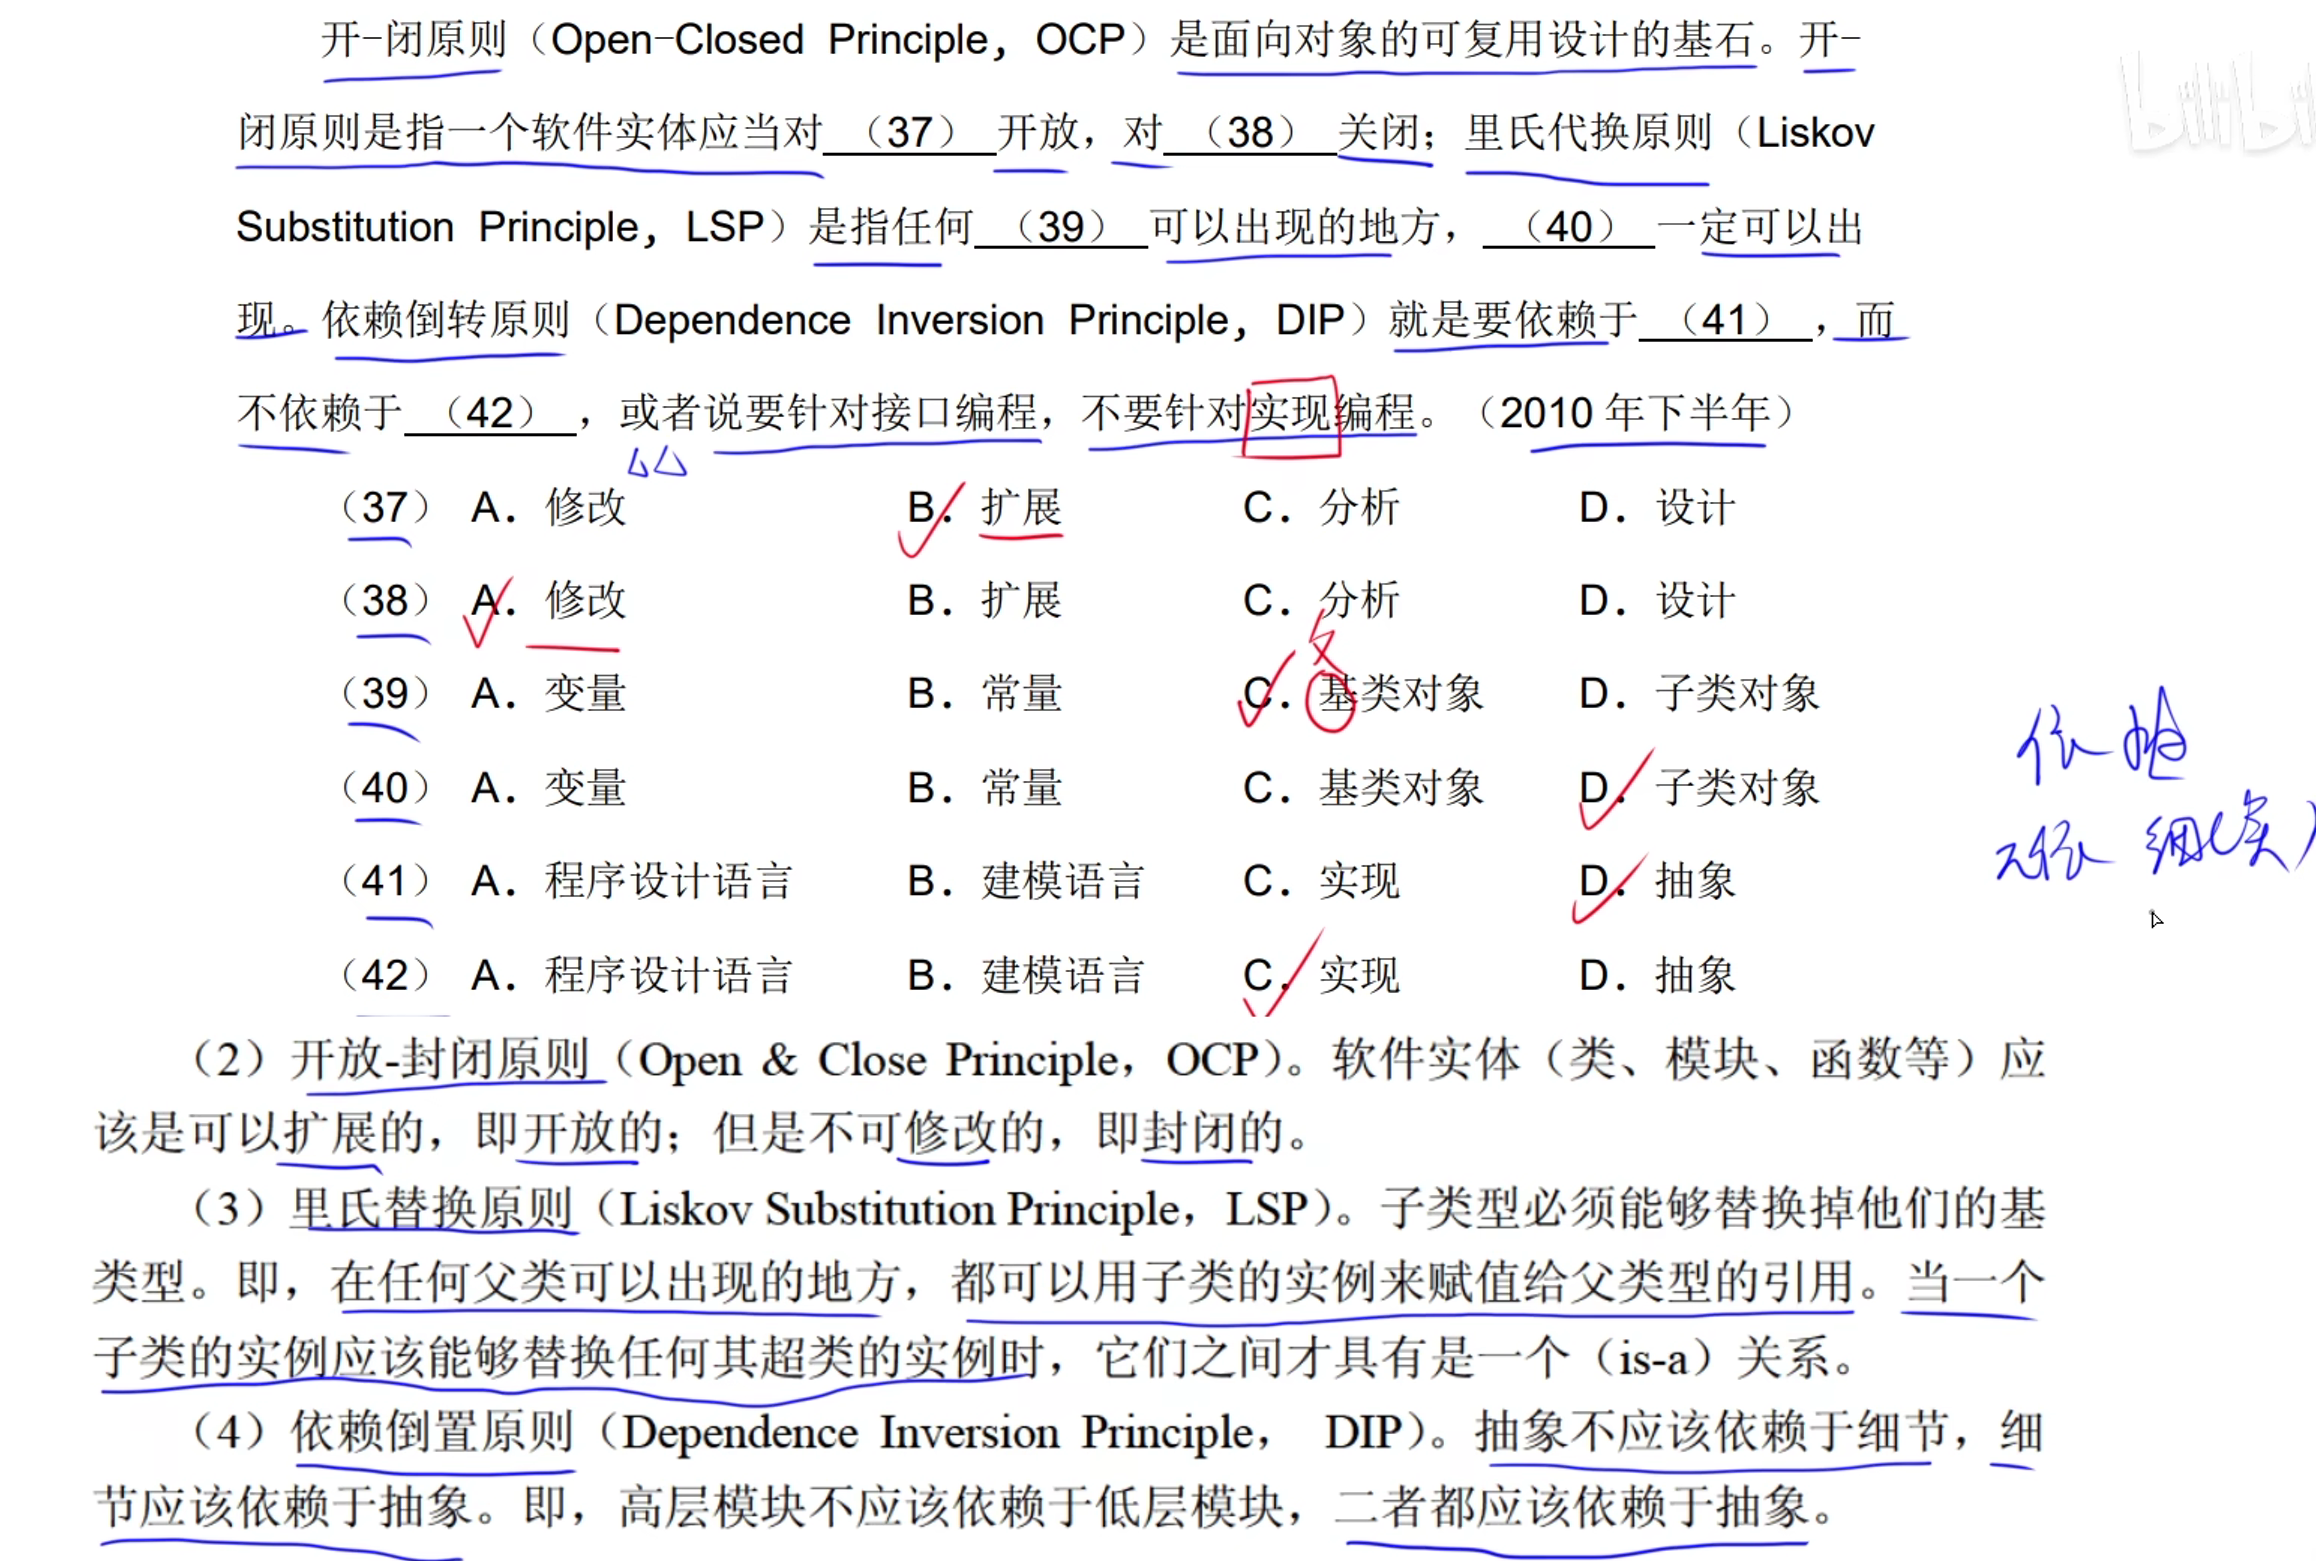 开-闭原则（Open-Closed Principle，OCP）是面向对象的可复用设计的基石。开-
闭原则是指一个软件实体应当对（37）开放，对（38）关闭；里氏代换原则（Liskov
Substitution Principle，LSP）是指任何（39）可以出现的地方，（40）一定可以出
现。依赖倒转原则（Dependence Inversion Principle，DIP）就是要依赖于（41），而
不依赖于（42），或者说要针对接口编程，不要针对实现编程。（2010 年下半年）
（37） A．修改 B．扩展 C．分析 D．设计
（38） A．修改 B．扩展 C．分析 D．设计
父
（39） A．变量 B．常量 C．基类对象 D．子类对象
（40） A．变量 B．常量 C．基类对象 D．子类对象
（41） A．程序设计语言 B．建模语言 C．实现 D．抽象
（42） A．程序设计语言 B．建模语言 C．实现 D．抽象
（2）开放-封闭原则（Open & Close Principle，OCP）。软件实体（类、模块、函数等）应
该是可以扩展的，即开放的；但是不可修改的，即封闭的。
（3）里氏替换原则（Liskov Substitution Principle，LSP）。子类型必须能够替换掉他们的基
类型。即，在任何父类可以出现的地方，都可以用子类的实例来赋值给父类型的引用。当一个
子类的实例应该能够替换任何其超类的实例时，它们之间才具有是一个（is-a）关系。
（4）依赖倒置原则（Dependence Inversion Principle， DIP）。抽象不应该依赖于细节，细
节应该依赖于抽象。即，高层模块不应该依赖于低层模块，二者都应该依赖于抽象。
bilibili